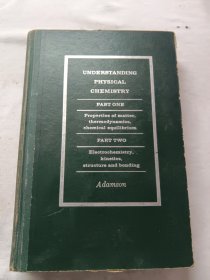 UNDERSTANDING
PHYSICAL
CHEMISTRY
PART ONE
Properties of matter,
thermodynamics,
chemical equilibrium
PART TWO
Electrochemistry,
kinetics,
structure and bonding
Adamson